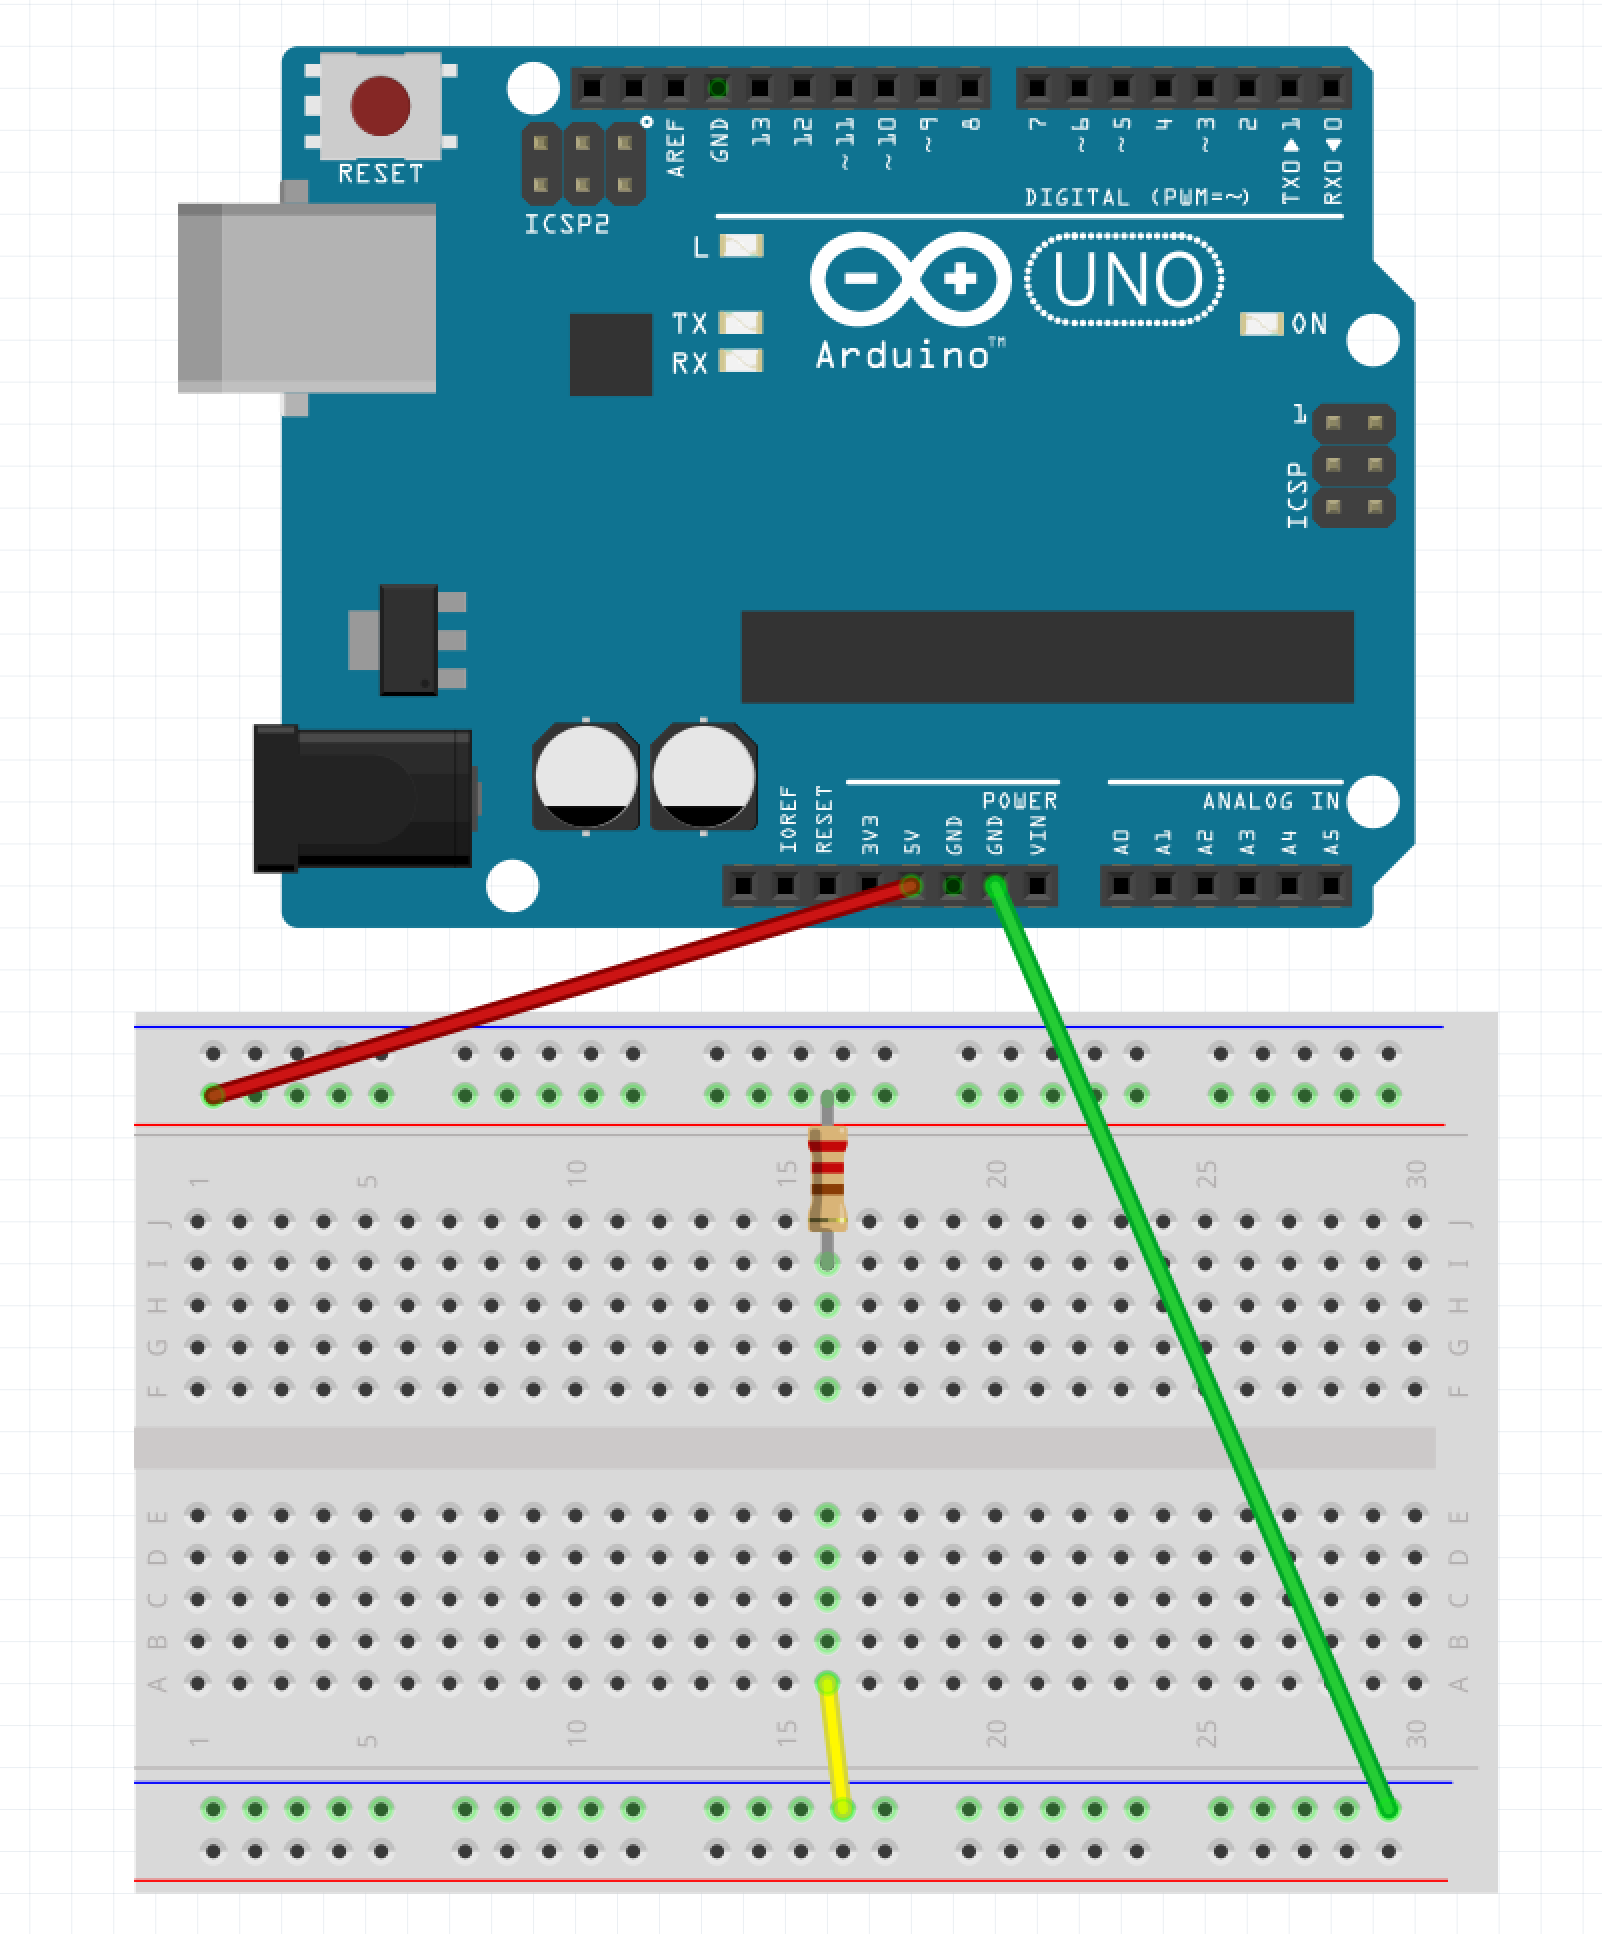 RESET
ICSP2
AREF
GND
13
12
~11
~10
~9
8
7
~6
~5
4
~3
2
TX0▶1
RX0◀0
DIGITAL (PWM=~)
L
TX
RX
Arduino™
UNO
ON
1
ICSP
IOREF
RESET
3V3
5V
GND
GND
VIN
POWER
ANALOG IN
A0
A1
A2
A3
A4
A5
1 5 10 15 20 25 30
J J
I I
H H
G G
F F
E E
D D
C C
B B
A A
1 5 10 15 20 25 30